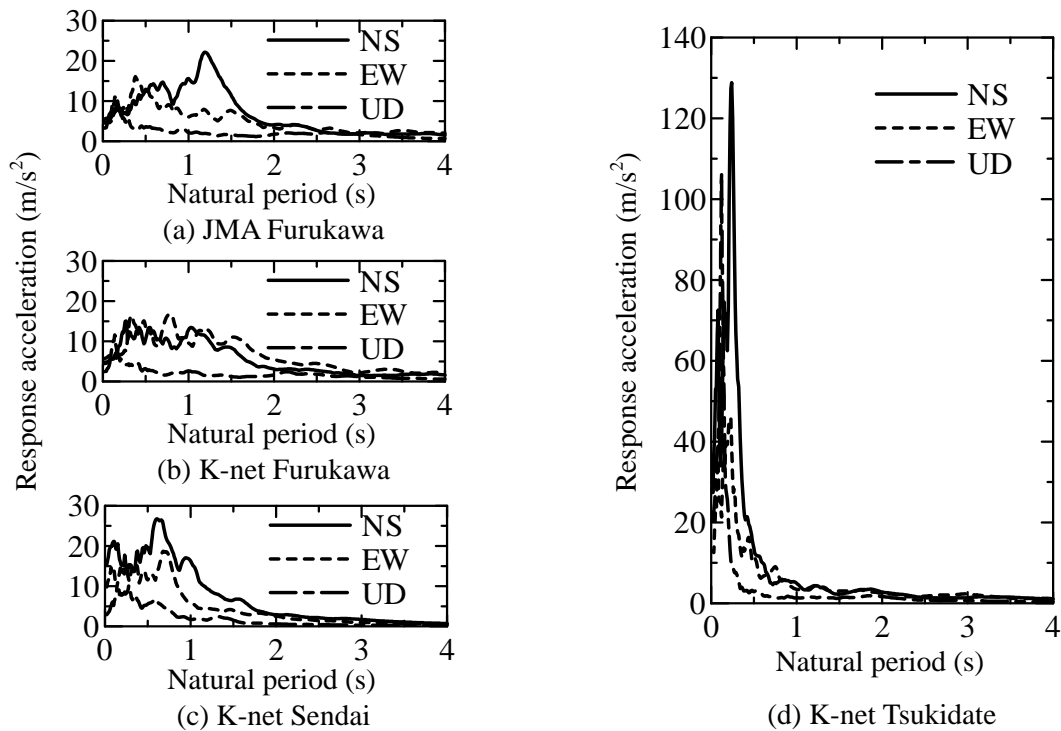 Response acceleration (m/s²)
30
20
10
0
0 1 2 3 4
NS
EW
UD
Natural period (s)
(a) JMA Furukawa
30
20
10
0
0 1 2 3 4
NS
EW
UD
Natural period (s)
(b) K-net Furukawa
30
20
10
0
0 1 2 3 4
NS
EW
UD
Natural period (s)
(c) K-net Sendai
Response acceleration (m/s²)
140
120
100
80
60
40
20
0
0 1 2 3 4
NS
EW
UD
Natural period (s)
(d) K-net Tsukidate